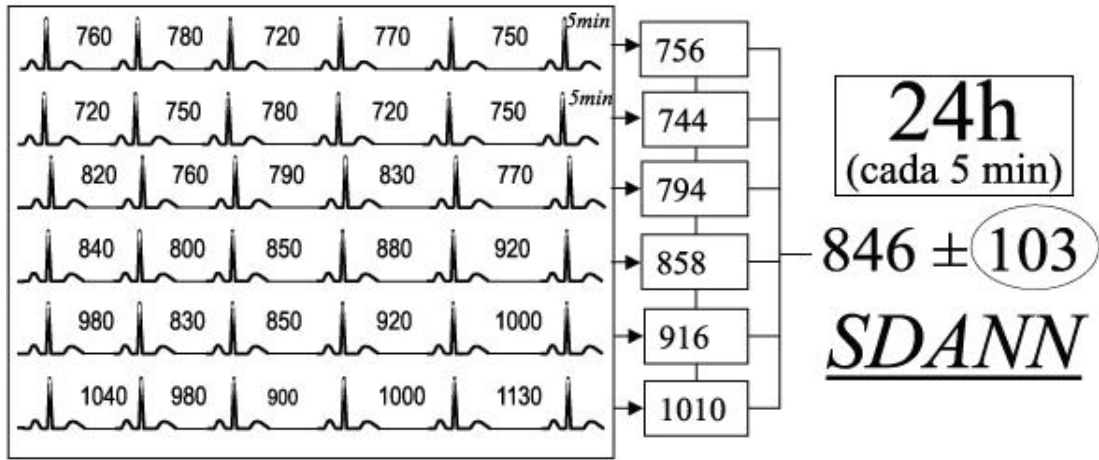 760 780 720 770 750 5min
756
720 750 780 720 750 5min
744
820 760 790 830 770
794
840 800 850 880 920
858
980 830 850 920 1000
916
1040 980 900 1000 1130
1010
24h
(cada 5 min)
846 ± 103
SDANN